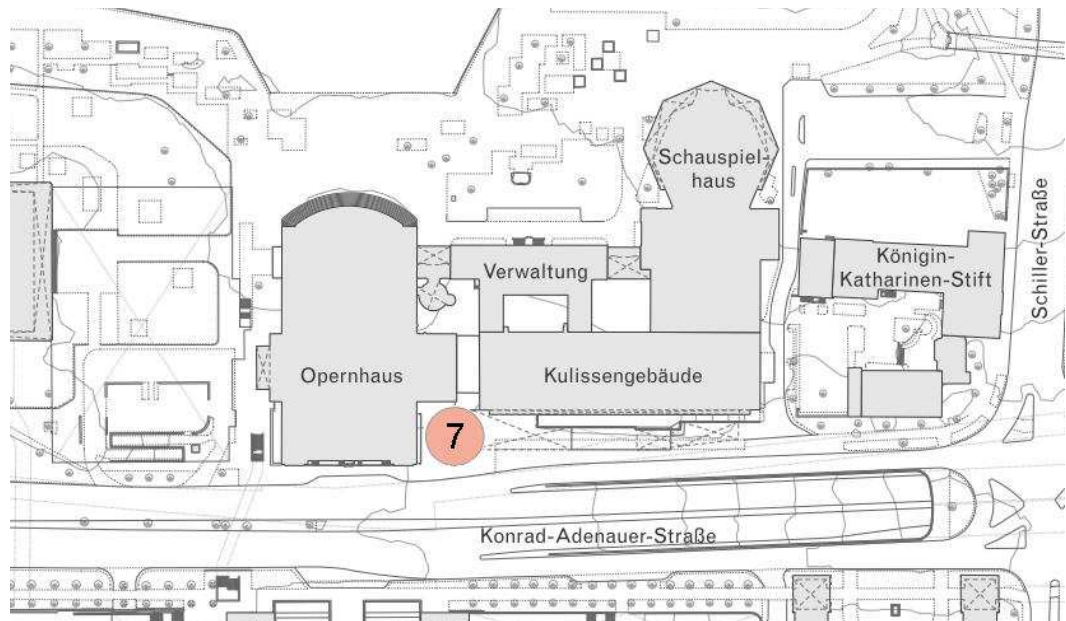 Schauspiel-
haus
Verwaltung
Königin-
Katharinen-Stift
Schiller-Straße
Opernhaus
Kulissengebäude
7
Konrad-Adenauer-Straße